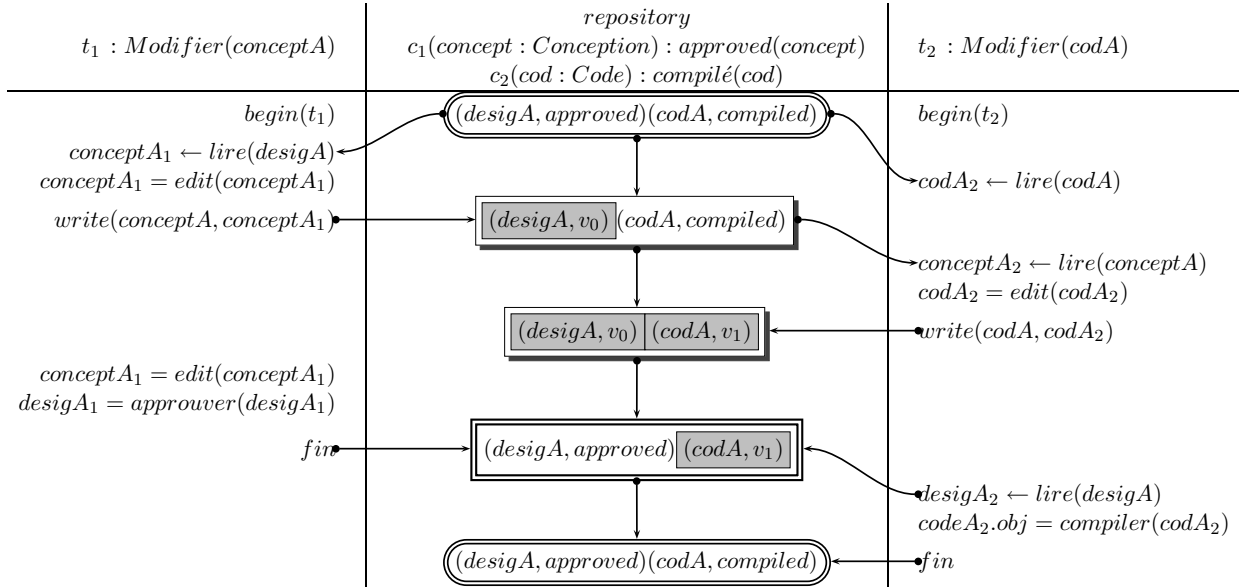 repository
t₁ : Modifier(conceptA) c₁(concept : Conception) : approved(concept) t₂ : Modifier(codA)
c₂(cod : Code) : compilé(cod)
begin(t₁) (desigA, approved)(codA, compiled) begin(t₂)
conceptA₁ ← lire(desigA)
conceptA₁ = edit(conceptA₁) codA₂ ← lire(codA)
write(conceptA, conceptA₁) (desigA, v₀)(codA, compiled)
conceptA₂ ← lire(conceptA)
codA₂ = edit(codA₂)
(desigA, v₀) (codA, v₁) write(codA, codA₂)
conceptA₁ = edit(conceptA₁)
desigA₁ = approuver(desigA₁)
fin (desigA, approved) (codA, v₁)
desigA₂ ← lire(desigA)
codeA₂.obj = compiler(codA₂)
(desigA, approved)(codA, compiled) fin